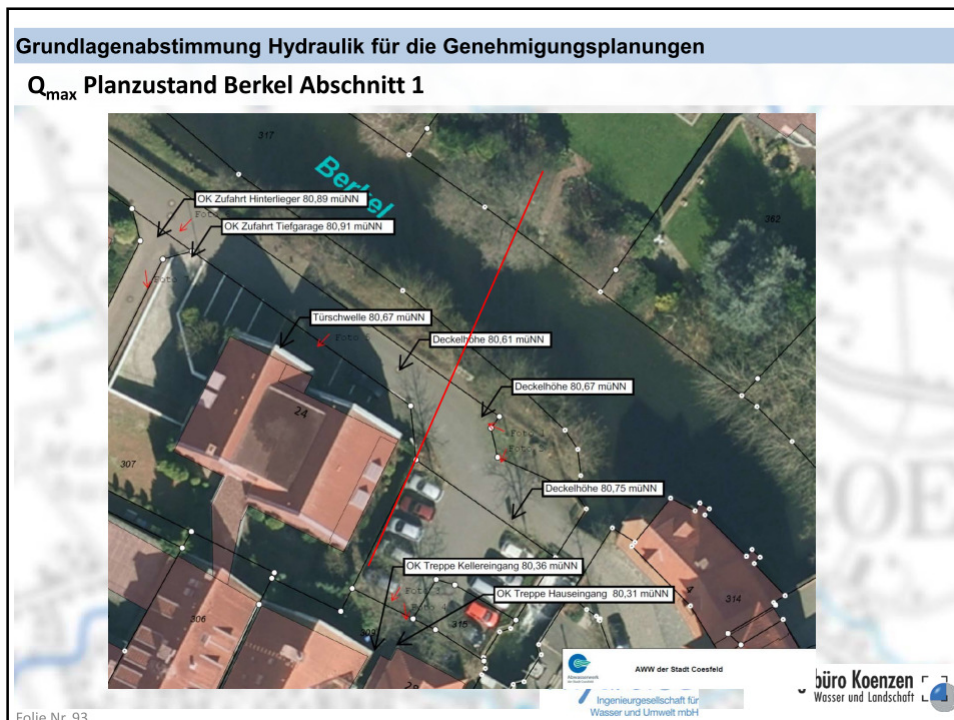 Grundlagenabstimmung Hydraulik für die Genehmigungsplanungen
Qmax Planzustand Berkel Abschnitt 1
317
Berkel
362
OK Zufahrt Hinterlieger 80,89 müNN
OK Zufahrt Tiefgarage 80,91 müNN
Türschwelle 80,67 müNN
Deckelhöhe 80,61 müNN
Deckelhöhe 80,67 müNN
24
307
Deckelhöhe 80,75 müNN
OK Treppe Kellereingang 80,36 müNN
OK Treppe Hauseingang 80,31 müNN
306
315
314
AWW der Stadt Coesfeld
Ingenieurgesellschaft für
Wasser und Umwelt mbH
büro Koenzen
Wasser und Landschaft
Folie Nr. 93